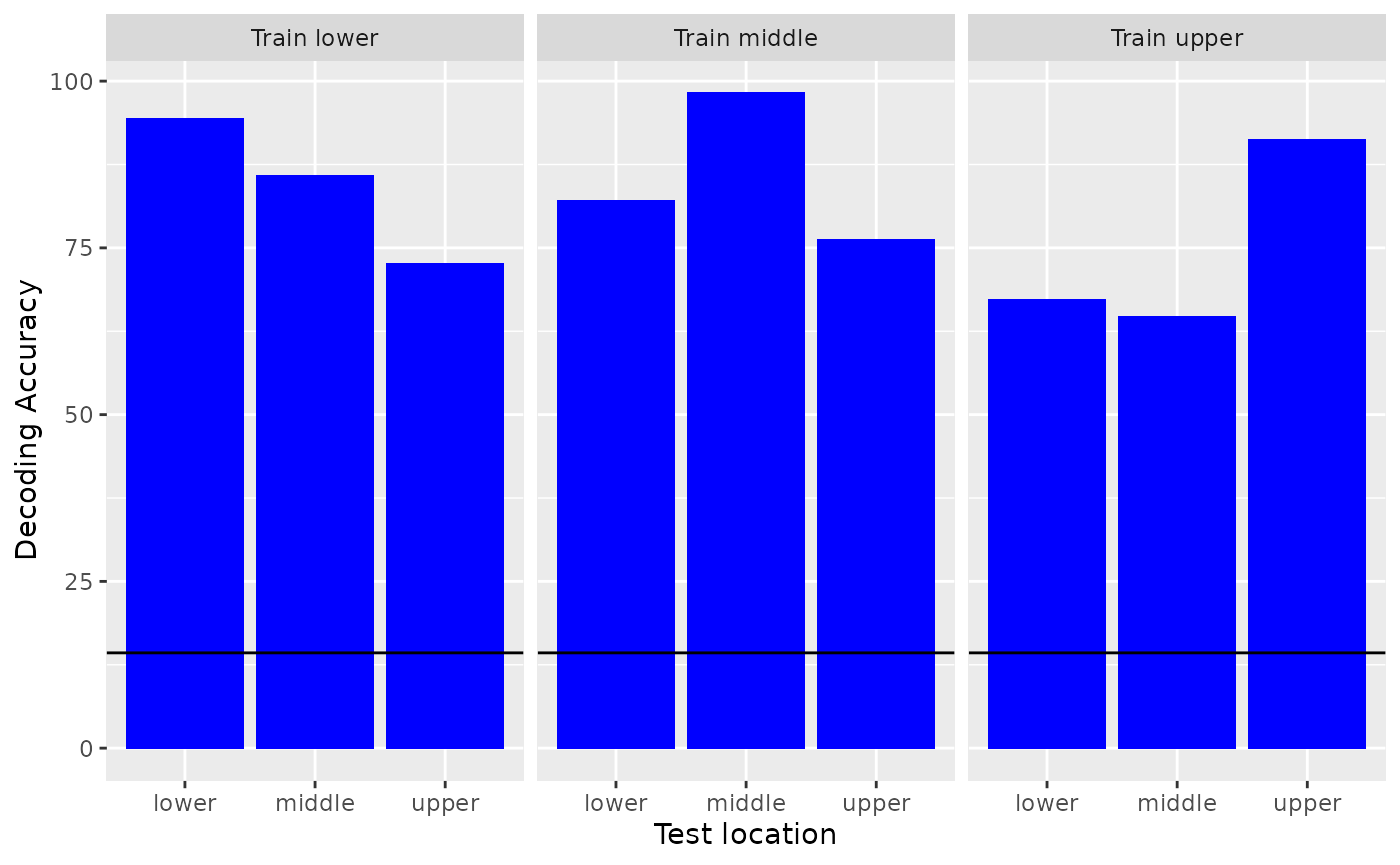 Train lower Train middle Train upper
100
75
50
25
0
Decoding Accuracy
lower middle upper lower middle upper lower middle upper
Test location